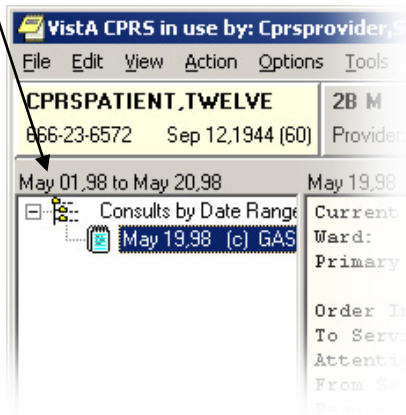 VistA CPRS in use by: Cprsprovider,S
File Edit View Action Options Tools
CPRSPATIENT,TWELVE 2B M
666-23-6572 Sep 12,1944 (60) Provider
May 01,98 to May 20,98 May 19,98
Consults by Date Range Current
May 19,98 (c) GAS Ward:
Primary
Order I
To Serv
Attenti
From Se